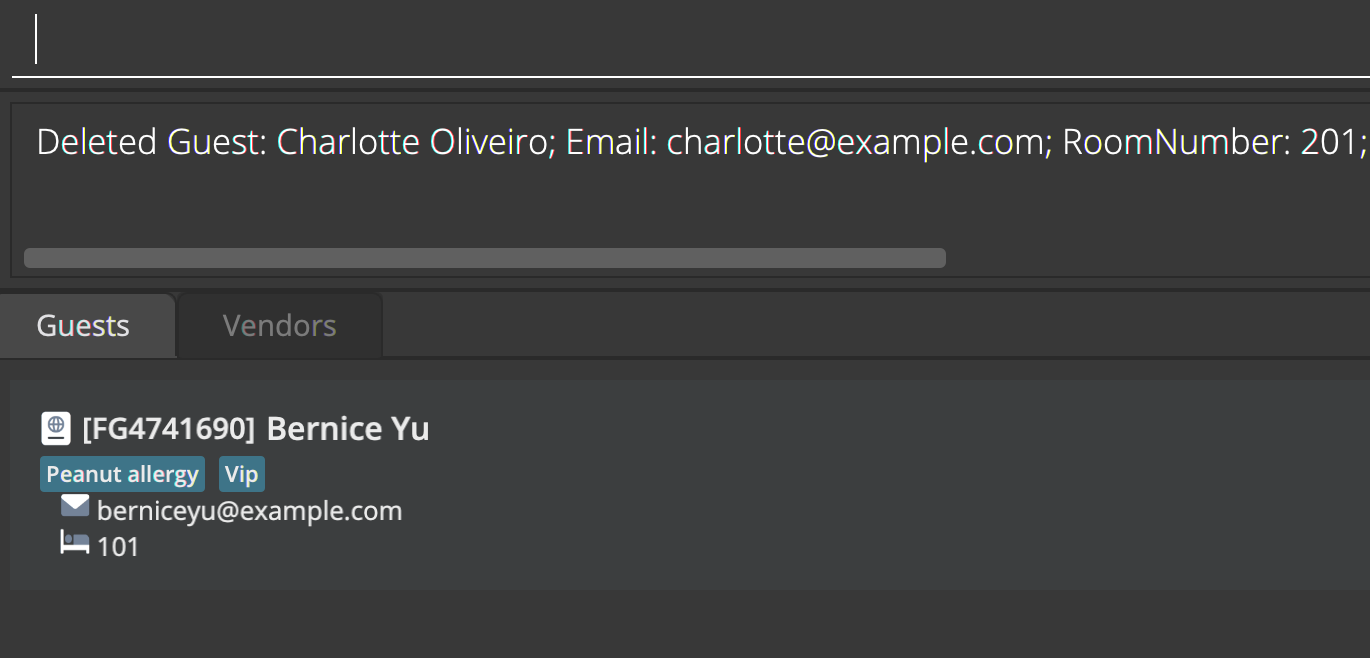 Deleted Guest: Charlotte Oliveiro; Email: charlotte@example.com; RoomNumber: 201;
Guests Vendors
[FG4741690] Bernice Yu
Peanut allergy Vip
berniceyu@example.com
101